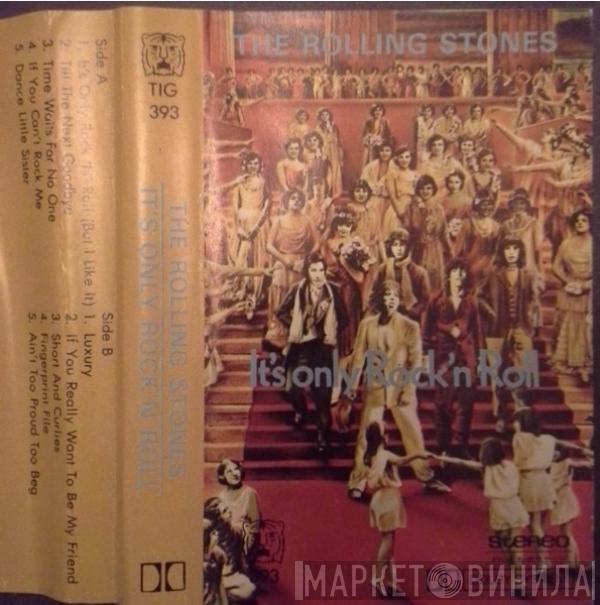 Side A
1. It's Only Rock 'N' Roll (But I Like It)
2. Till The Next Goodbye
3. Time Waits For No One
4. If You Can't Rock Me
5. Dance Little Sister
Side B
1. Luxury
2. If You Really Want To Be My Friend
3. Short And Curlies
4. Fingerprint File
5. Ain't Too Proud Too Beg
TIG
393
THE ROLLING STONES
IT'S ONLY ROCK'N ROLL
THE ROLLING STONES
It's only Rock'n Roll
stereo
МАРКЕТ ВИНИЛА